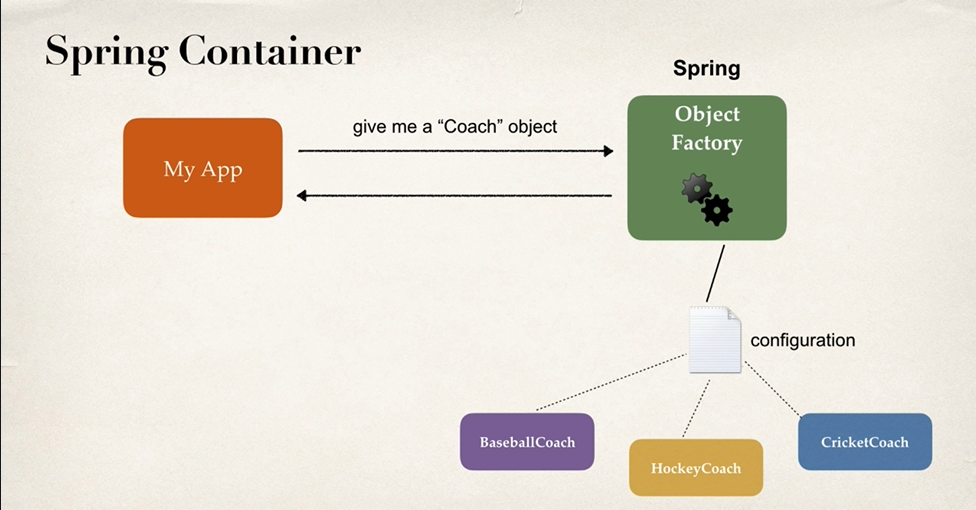 Spring Container
Spring
My App
give me a “Coach” object
Object
Factory
configuration
BaseballCoach
HockeyCoach
CricketCoach